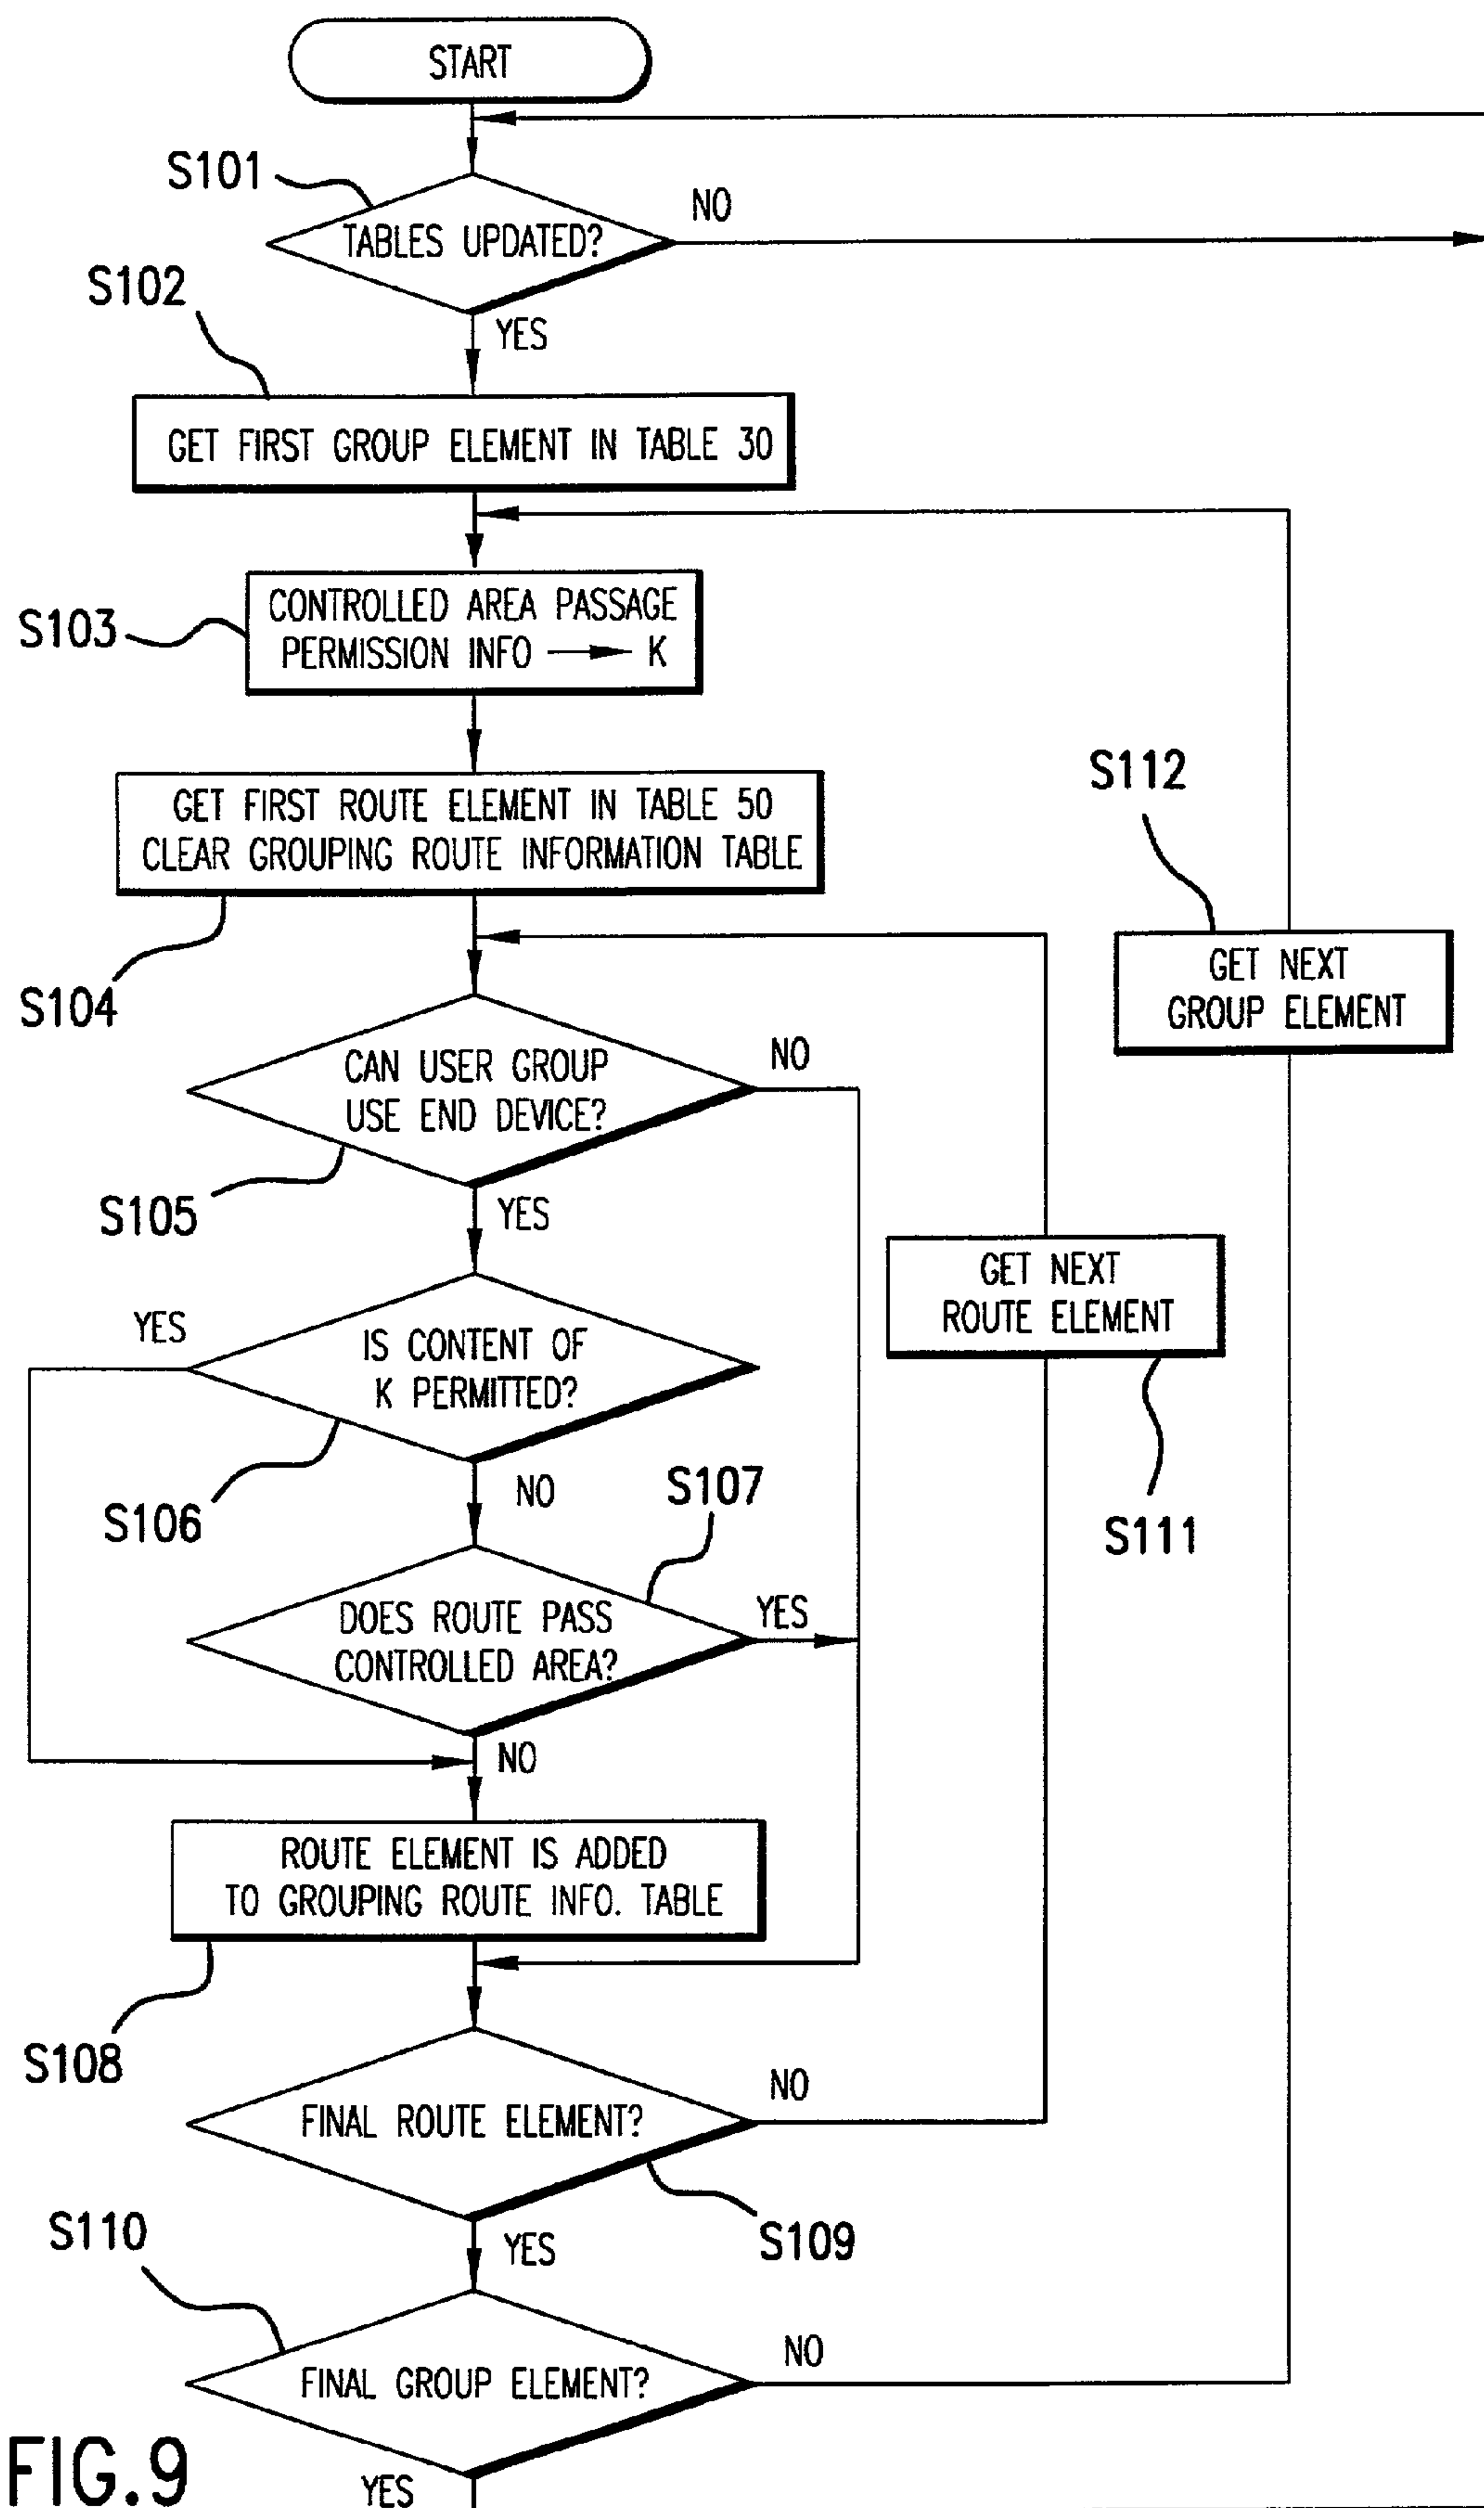 START
S101
TABLES UPDATED?
NO
S102
YES
GET FIRST GROUP ELEMENT IN TABLE 30
S103
CONTROLLED AREA PASSAGE
PERMISSION INFO → K
GET FIRST ROUTE ELEMENT IN TABLE 50
CLEAR GROUPING ROUTE INFORMATION TABLE
S112
GET NEXT
GROUP ELEMENT
S104
CAN USER GROUP
USE END DEVICE?
NO
S105
YES
GET NEXT
ROUTE ELEMENT
YES
IS CONTENT OF
K PERMITTED?
S106
NO
S107
S111
DOES ROUTE PASS
CONTROLLED AREA?
YES
NO
ROUTE ELEMENT IS ADDED
TO GROUPING ROUTE INFO. TABLE
S108
FINAL ROUTE ELEMENT?
NO
S109
S110
YES
FINAL GROUP ELEMENT?
NO
FIG.9
YES